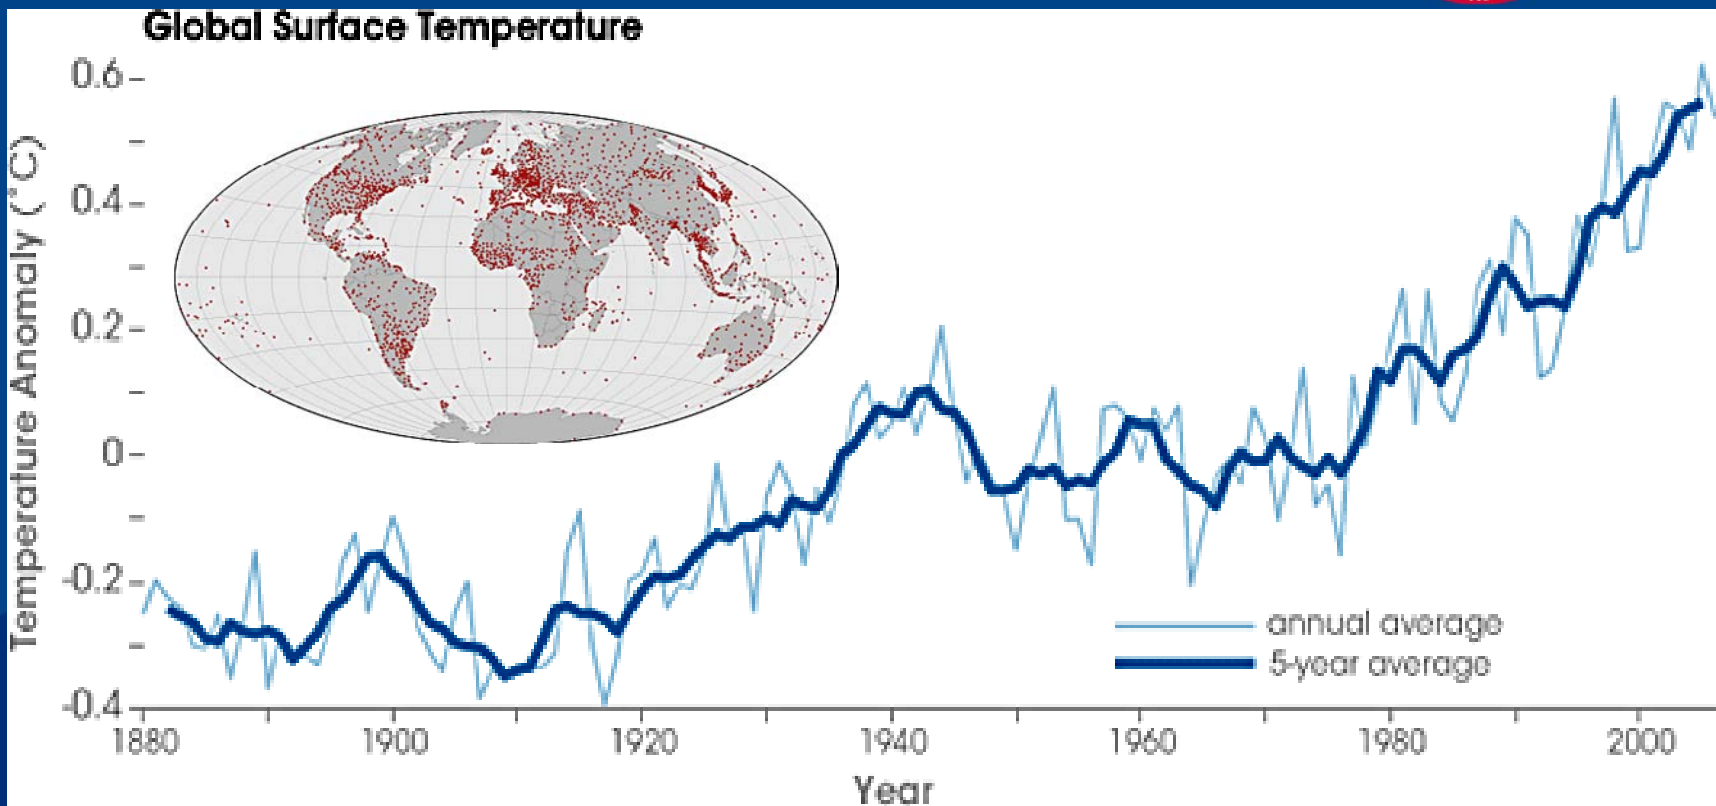 Global Surface Temperature
0.6
0.4
0.2
0
-0.2
-0.4
Temperature Anomaly (°C)
annual average
5-year average
1880 1900 1920 1940 1960 1980 2000
Year